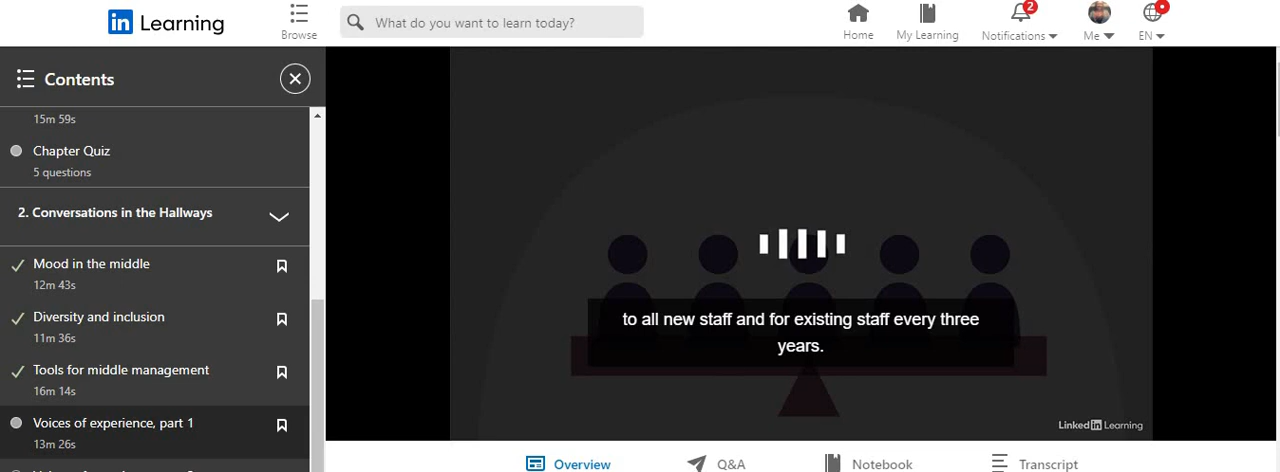 in Learning
Browse
What do you want to learn today?
Home
My Learning
2
Notifications
Me
EN
Contents
15m 59s
Chapter Quiz
5 questions
2. Conversations in the Hallways
Mood in the middle
12m 43s
Diversity and inclusion
11m 36s
Tools for middle management
16m 14s
Voices of experience, part 1
13m 26s
to all new staff and for existing staff every three
years.
Linked in Learning
Overview
Q&A
Notebook
Transcript